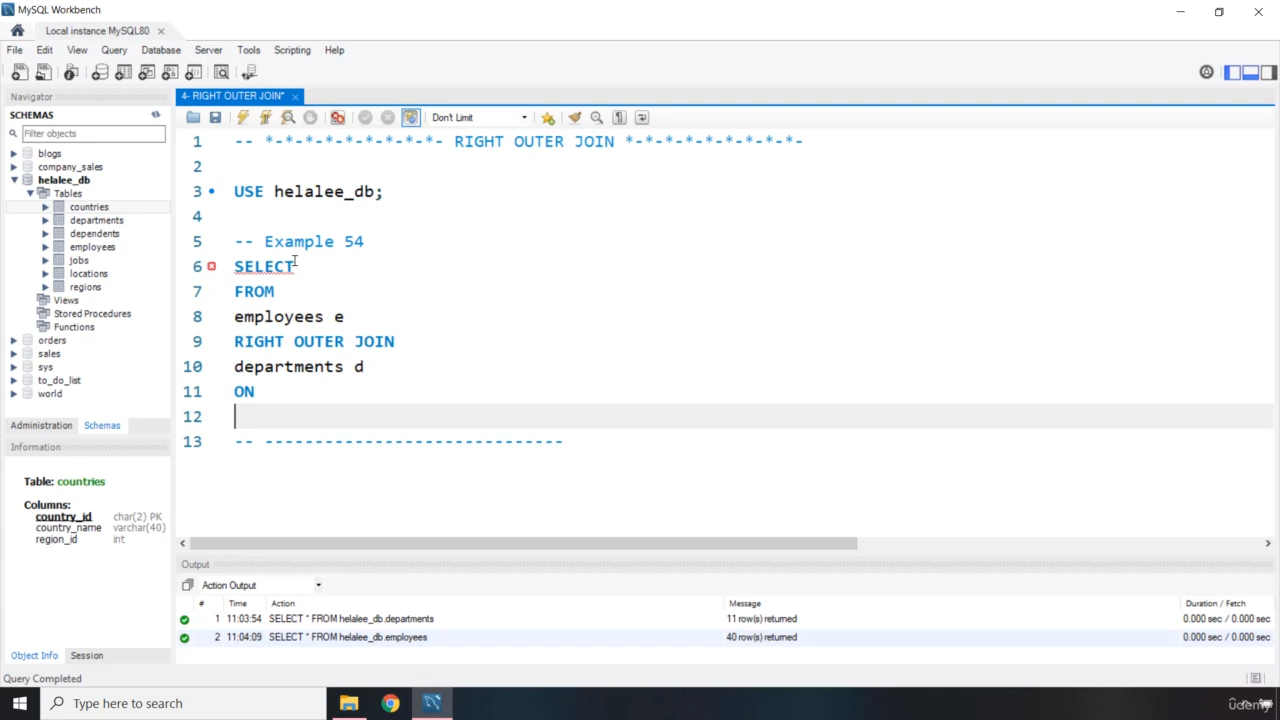 MySQL Workbench
Local instance MySQL80
File Edit View Query Database Server Tools Scripting Help
Navigator
4- RIGHT OUTER JOIN*
SCHEMAS
Don't Limit
Filter objects
1 -- *-*-*-*-*-*-*-*-*- RIGHT OUTER JOIN *-*-*-*-*-*-*-*-*-
2
3 USE helalee_db;
4
5 -- Example 54
6 SELECT
7 FROM
8 employees e
9 RIGHT OUTER JOIN
10 departments d
11 ON
12
13 -- ------------------------------
blogs
company_sales
helalee_db
Tables
countries
departments
dependents
employees
jobs
locations
regions
Views
Stored Procedures
Functions
orders
sales
sys
to_do_list
world
Administration Schemas
Information
Table: countries
Columns:
country_id char(2) PK
country_name varchar(40)
region_id int
Object Info Session
Output
Action Output
# Time Action Message Duration / Fetch
1 11:03:54 SELECT * FROM helalee_db.departments 11 row(s) returned 0.000 sec / 0.000 sec
2 11:04:09 SELECT * FROM helalee_db.employees 40 row(s) returned 0.000 sec / 0.000 sec
Query Completed
Type here to search
udemy